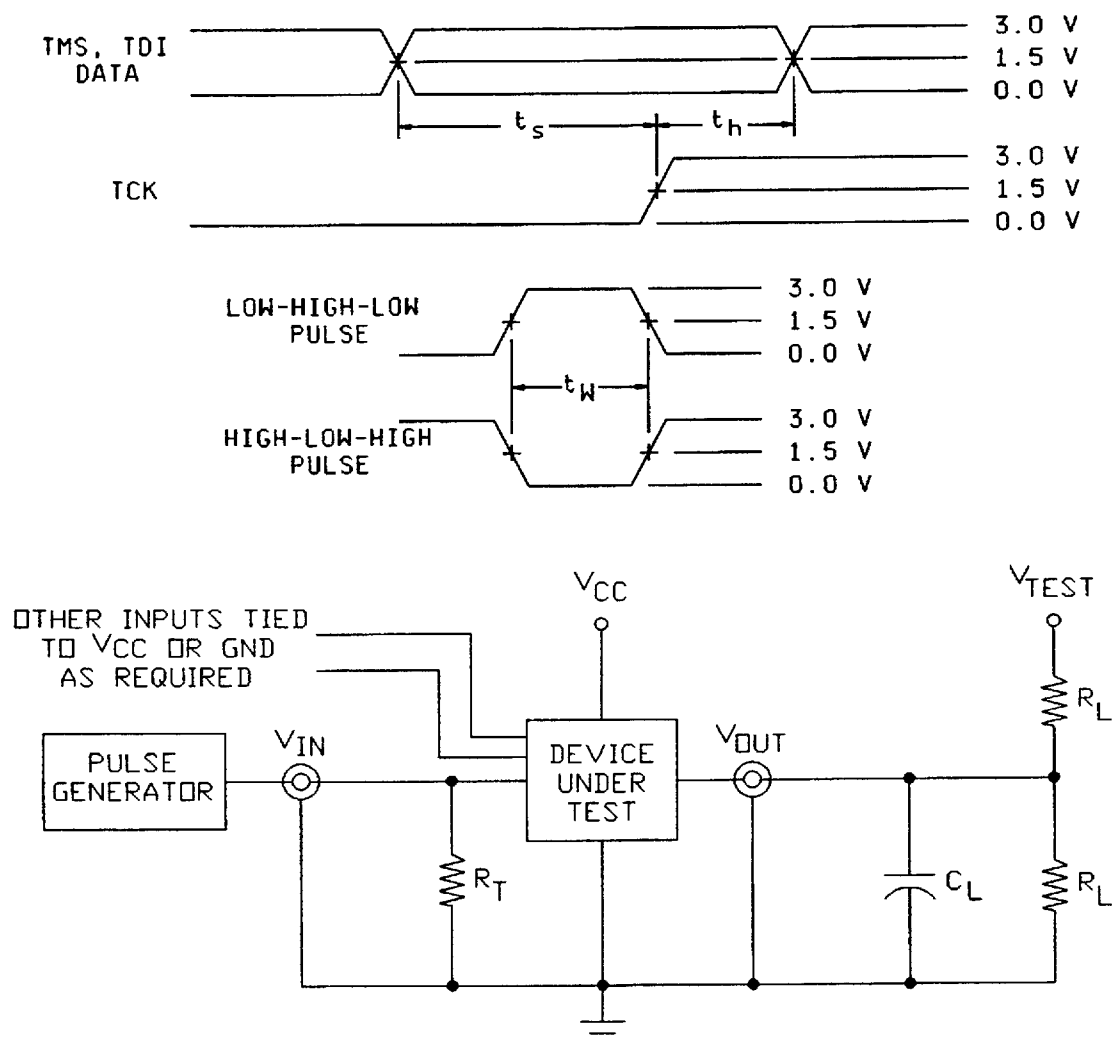 TMS, TDI
DATA
3.0 V
1.5 V
0.0 V
ts
th
TCK
3.0 V
1.5 V
0.0 V
LOW-HIGH-LOW
PULSE
3.0 V
1.5 V
0.0 V
tW
HIGH-LOW-HIGH
PULSE
3.0 V
1.5 V
0.0 V
VCC
VTEST
OTHER INPUTS TIED
TO VCC OR GND
AS REQUIRED
RL
PULSE
GENERATOR
VIN
DEVICE
UNDER
TEST
VOUT
RT
CL
RL